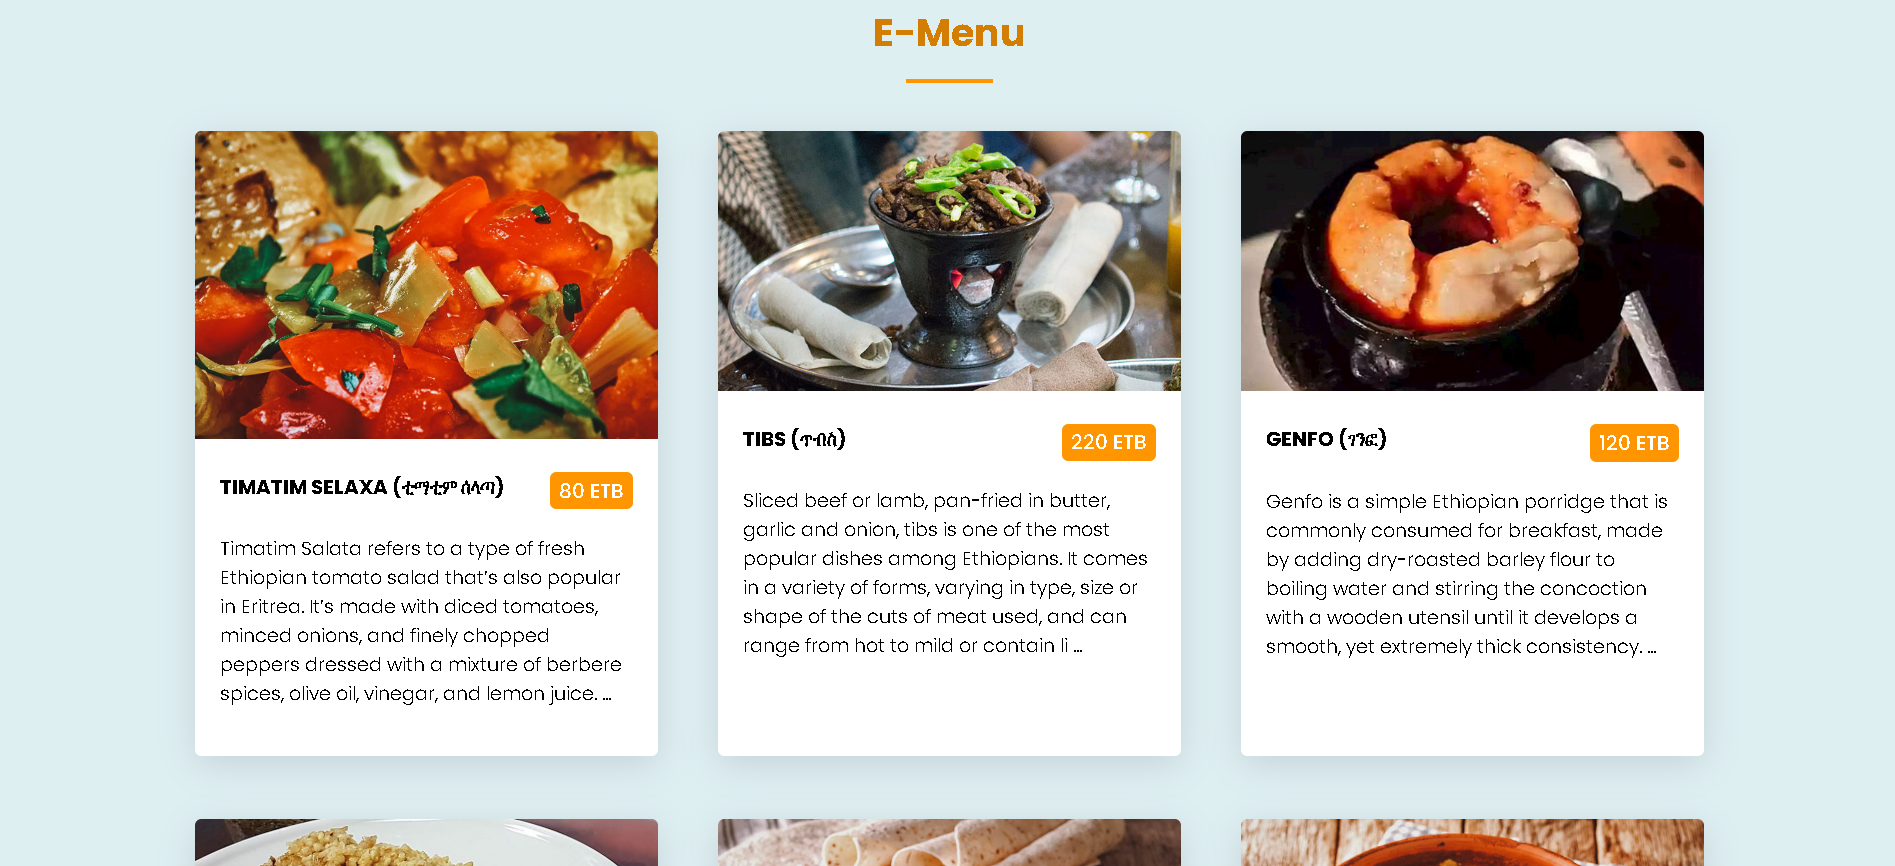 E-Menu
TIMATIM SELAXA (ቲማቲም ሰላጣ)
80 ETB
Timatim Salata refers to a type of fresh
Ethiopian tomato salad that's also popular
in Eritrea. It's made with diced tomatoes,
minced onions, and finely chopped
peppers dressed with a mixture of berbere
spices, olive oil, vinegar, and lemon juice. ...
TIBS (ጥብስ)
220 ETB
Sliced beef or lamb, pan-fried in butter,
garlic and onion, tibs is one of the most
popular dishes among Ethiopians. It comes
in a variety of forms, varying in type, size or
shape of the cuts of meat used, and can
range from hot to mild or contain li ...
GENFO (ገንፎ)
120 ETB
Genfo is a simple Ethiopian porridge that is
commonly consumed for breakfast, made
by adding dry-roasted barley flour to
boiling water and stirring the concoction
with a wooden utensil until it develops a
smooth, yet extremely thick consistency. ...